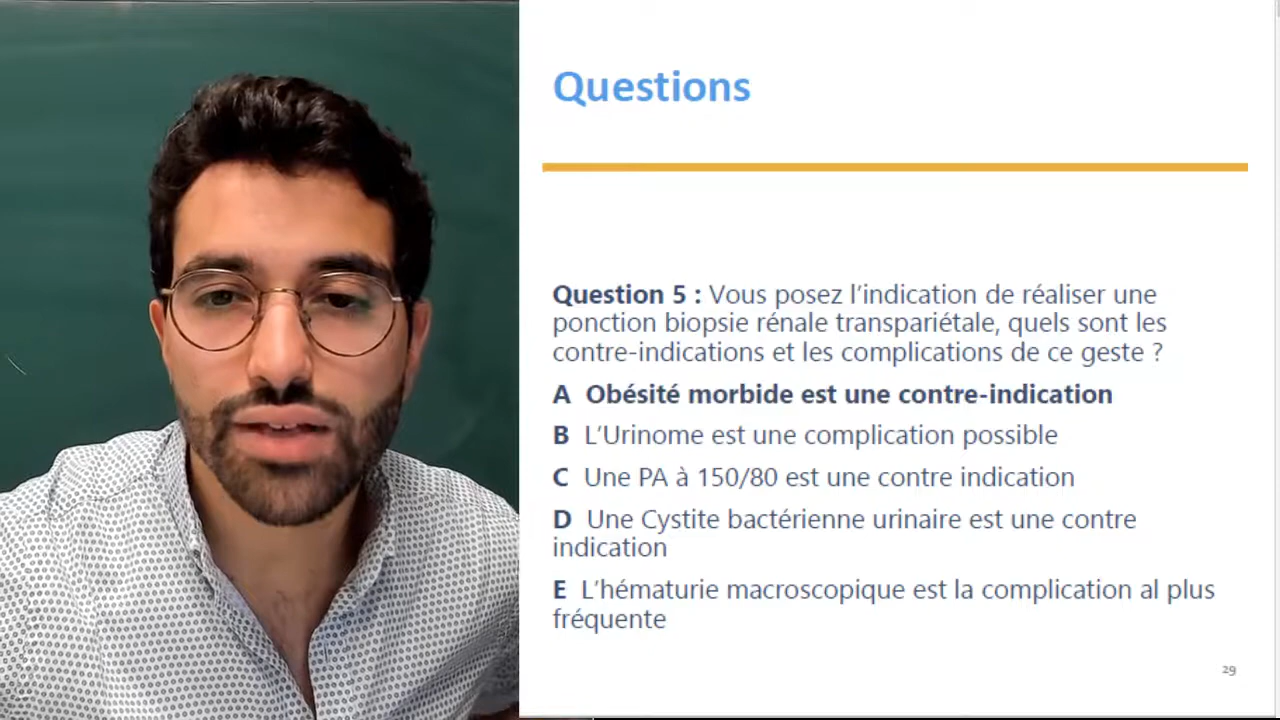 Questions
Question 5 : Vous posez l’indication de réaliser une
ponction biopsie rénale transpariétale, quels sont les
contre-indications et les complications de ce geste ?
A Obésité morbide est une contre-indication
B L’Urinome est une complication possible
C Une PA à 150/80 est une contre indication
D Une Cystite bactérienne urinaire est une contre
indication
E L’hématurie macroscopique est la complication al plus
fréquente
29